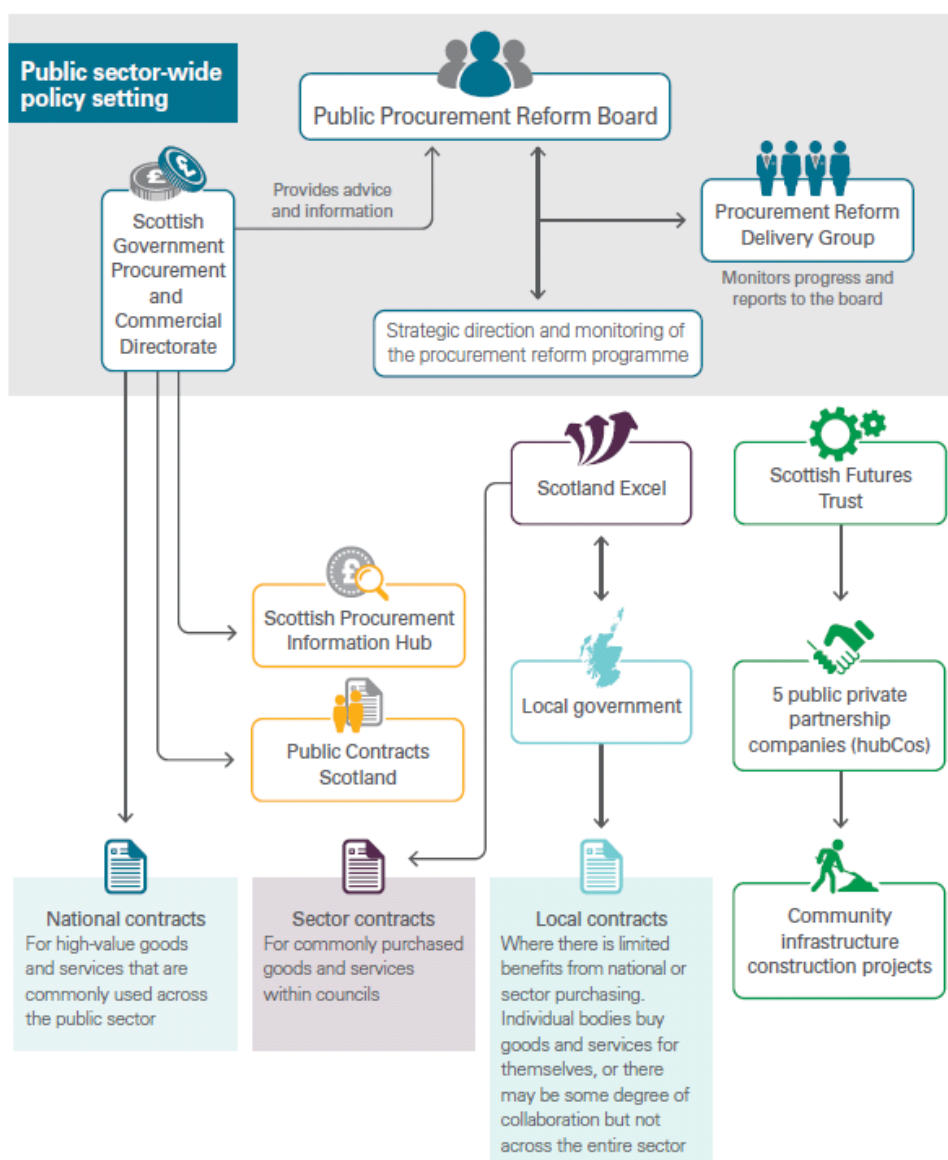 Public sector-wide
policy setting
Public Procurement Reform Board
Provides advice
and information
Scottish
Government
Procurement
and
Commercial
Directorate
Procurement Reform
Delivery Group
Monitors progress and
reports to the board
Strategic direction and monitoring of
the procurement reform programme
Scotland Excel
Scottish Futures
Trust
Scottish Procurement
Information Hub
Local government
5 public private
partnership
companies (hubCos)
Public Contracts
Scotland
National contracts
For high-value goods
and services that are
commonly used across
the public sector
Sector contracts
For commonly purchased
goods and services
within councils
Local contracts
Where there is limited
benefits from national or
sector purchasing.
Individual bodies buy
goods and services for
themselves, or there
may be some degree of
collaboration but not
across the entire sector
Community
infrastructure
construction projects